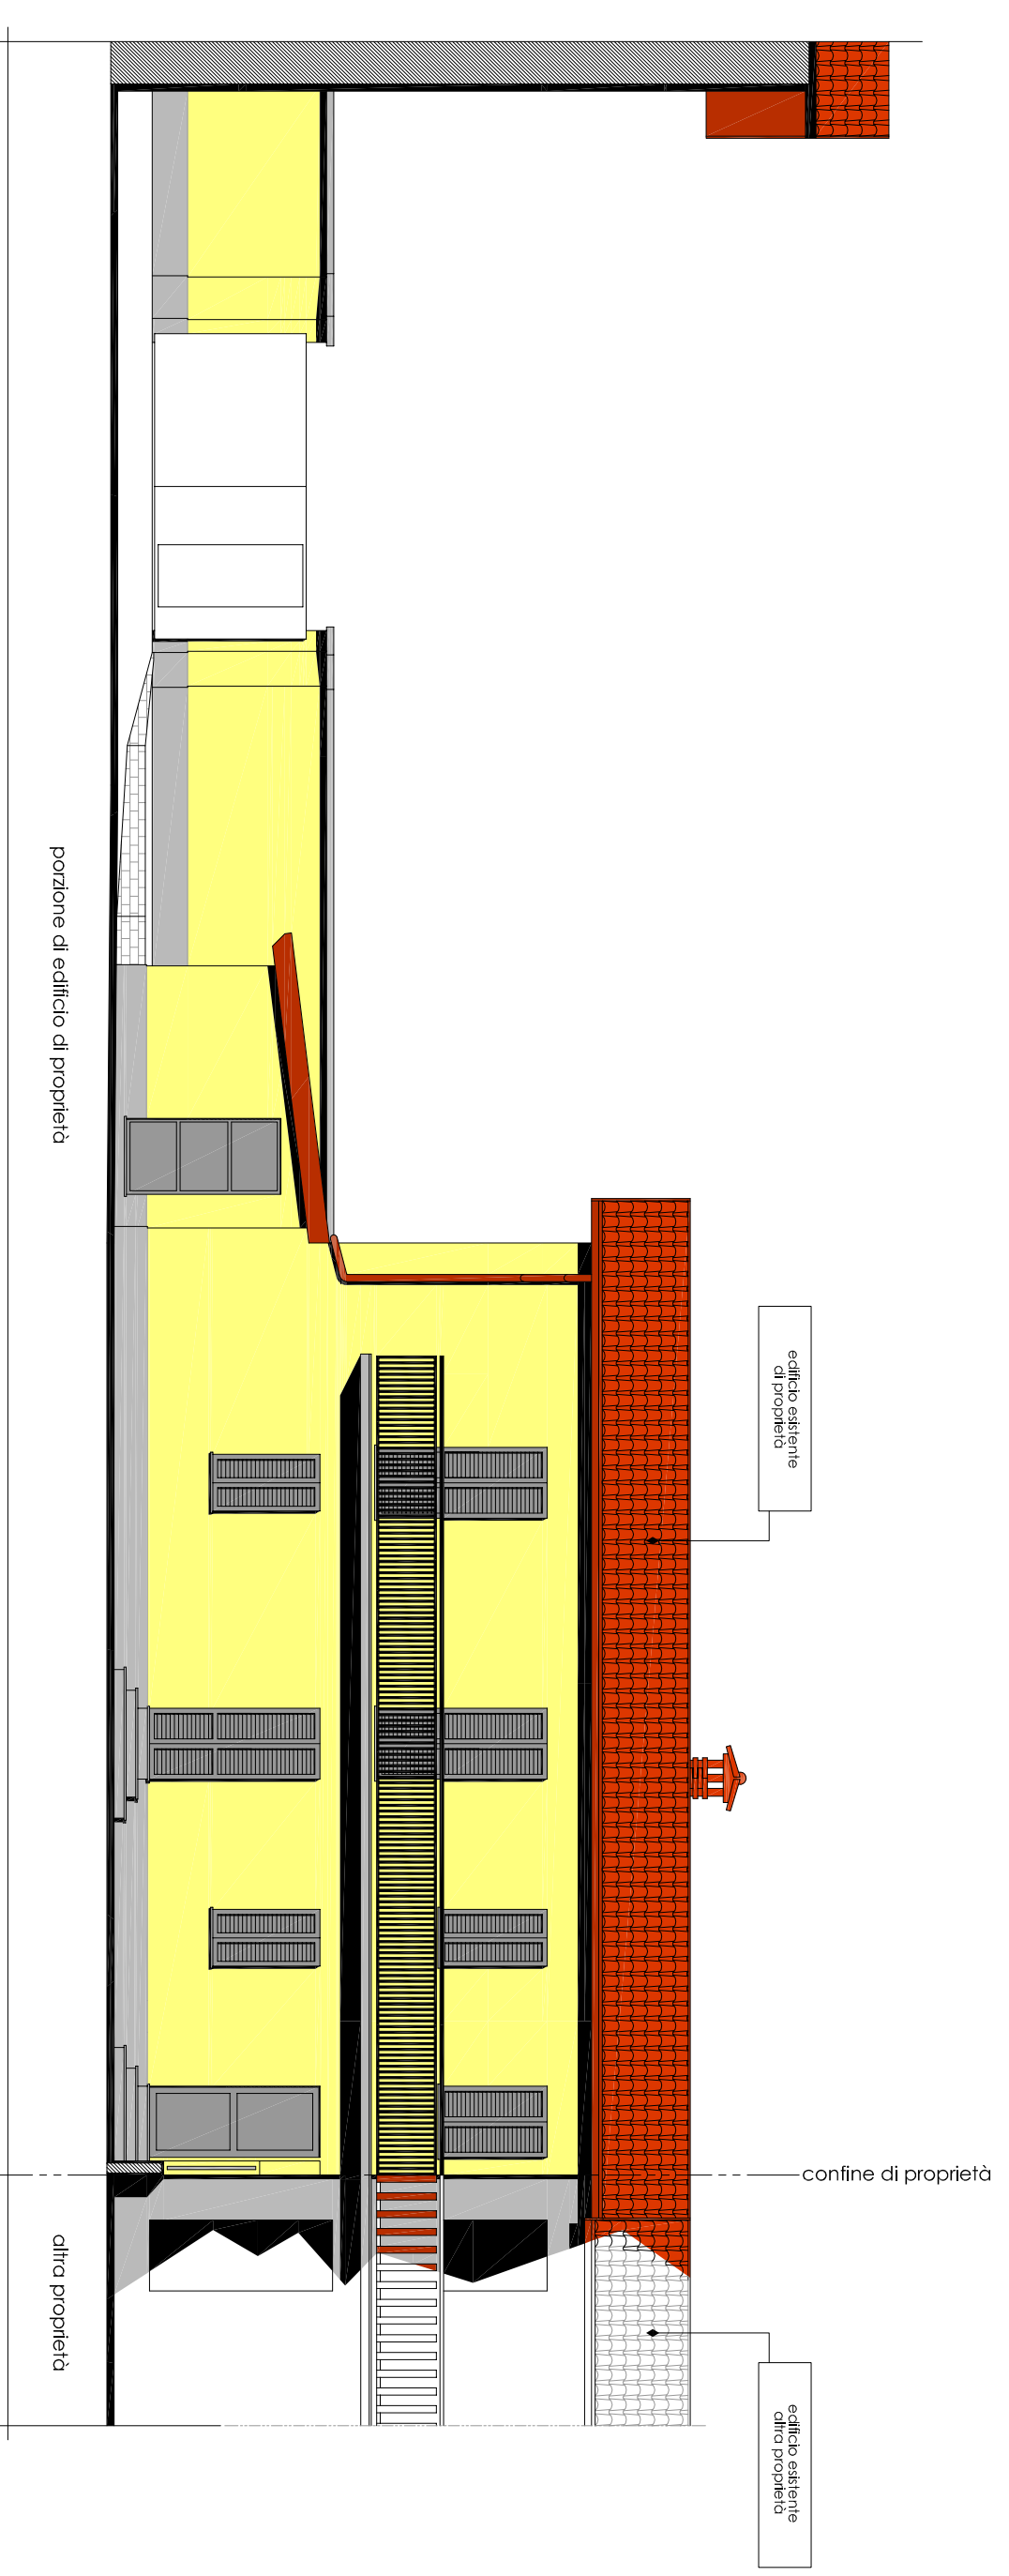 edificio esistente
di proprietà
edificio esistente
altra proprietà
confine di proprietà
porzione di edificio di proprietà
altra proprietà